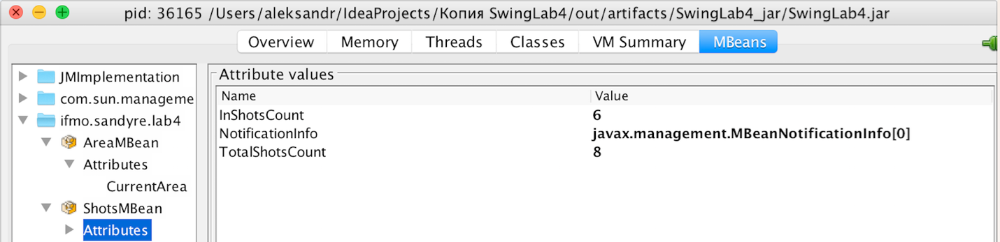 pid: 36165 /Users/aleksandr/IdeaProjects/Копия SwingLab4/out/artifacts/SwingLab4_jar/SwingLab4.jar
Overview Memory Threads Classes VM Summary MBeans
JMImplementation
com.sun.manageme
ifmo.sandyre.lab4
AreaMBean
Attributes
CurrentArea
ShotsMBean
Attributes
Attribute values
Name Value
InShotsCount 6
NotificationInfo javax.management.MBeanNotificationInfo[0]
TotalShotsCount 8